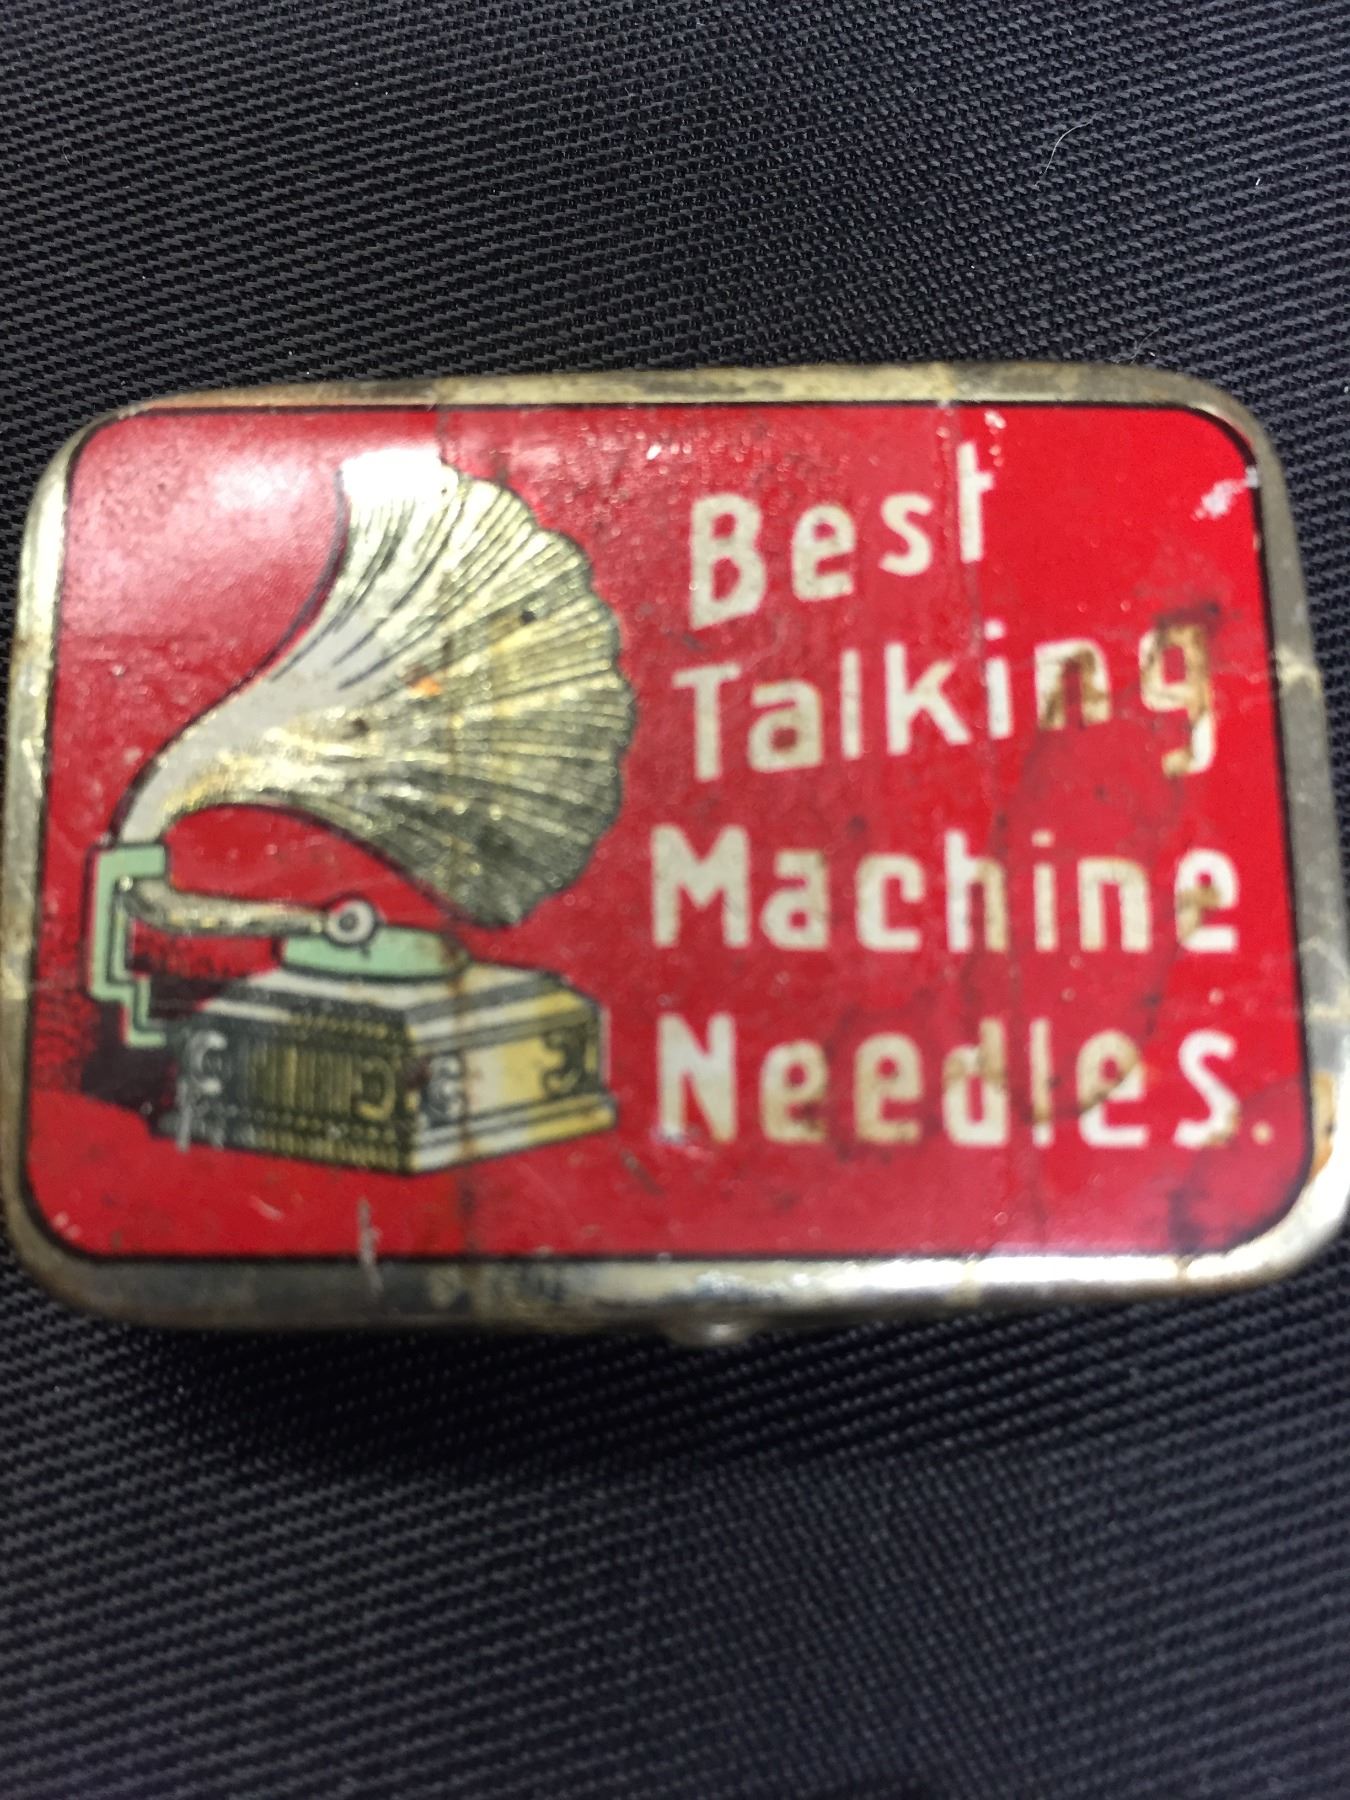 Best
Talking
Machine
Needles.